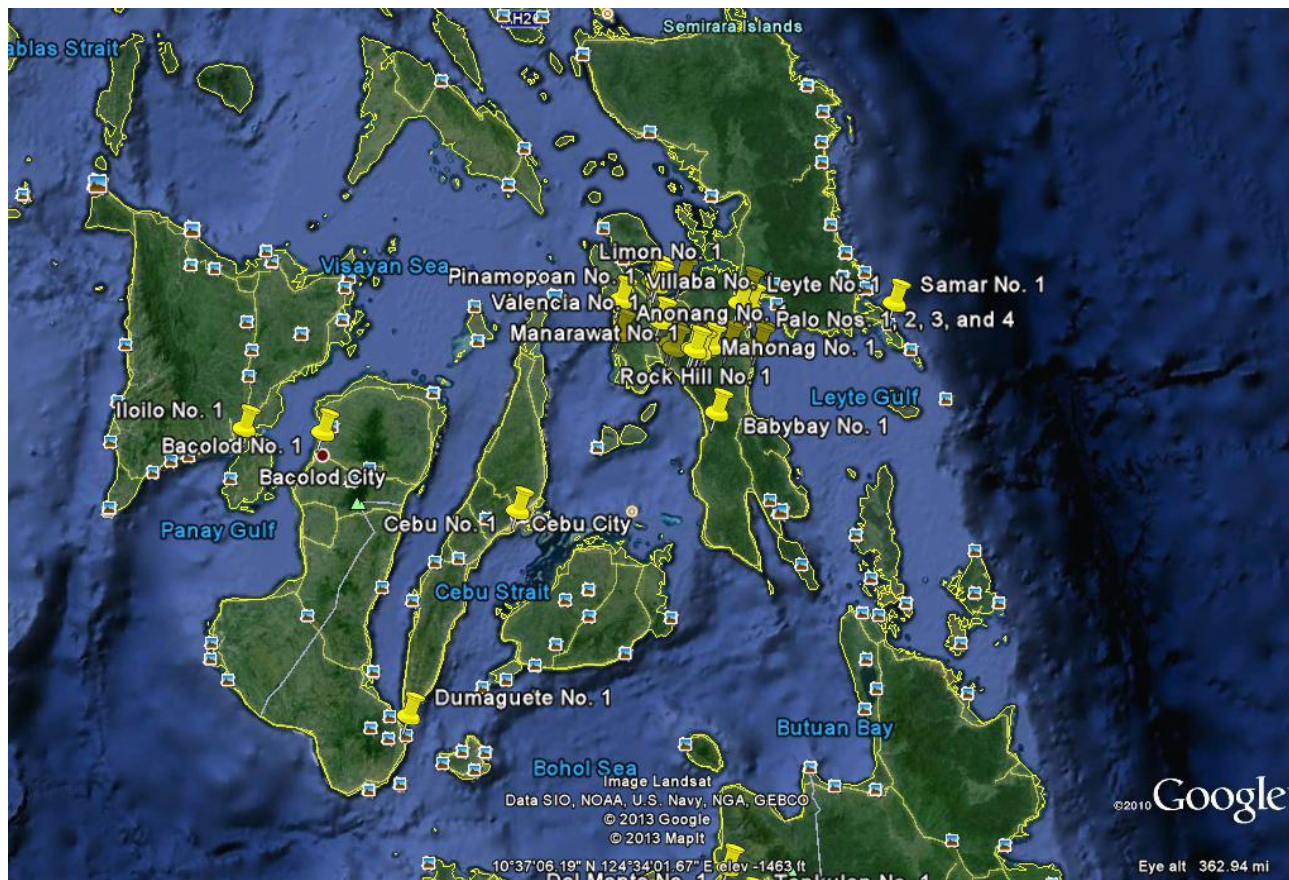 Semirara Islands
ablas Strait
Limon No. 1
Visayan Sea
Pinamopoan No. 1
Villaba No.
Leyte No. 1
Samar No. 1
Valencia No. 1
Anonang No.
Palo Nos. 1, 2, 3, and 4
Manarawat No. 1
Mahonag No. 1
Rock Hill No. 1
Leyte Gulf
Iloilo No. 1
Babybay No. 1
Bacolod No. 1
Bacolod City
Panay Gulf
Cebu No. 1
Cebu City
Cebu Strait
Dumaguete No. 1
Butuan Bay
Bohol Sea
Image Landsat
Data SIO, NOAA, U.S. Navy, NGA, GEBCO
© 2013 Google
© 2013 MapIt
©2010 Google
10°37'06.19" N 124°34'01.67" E elev -1463 ft
Eye alt 362.94 mi
Del Monte No. 1